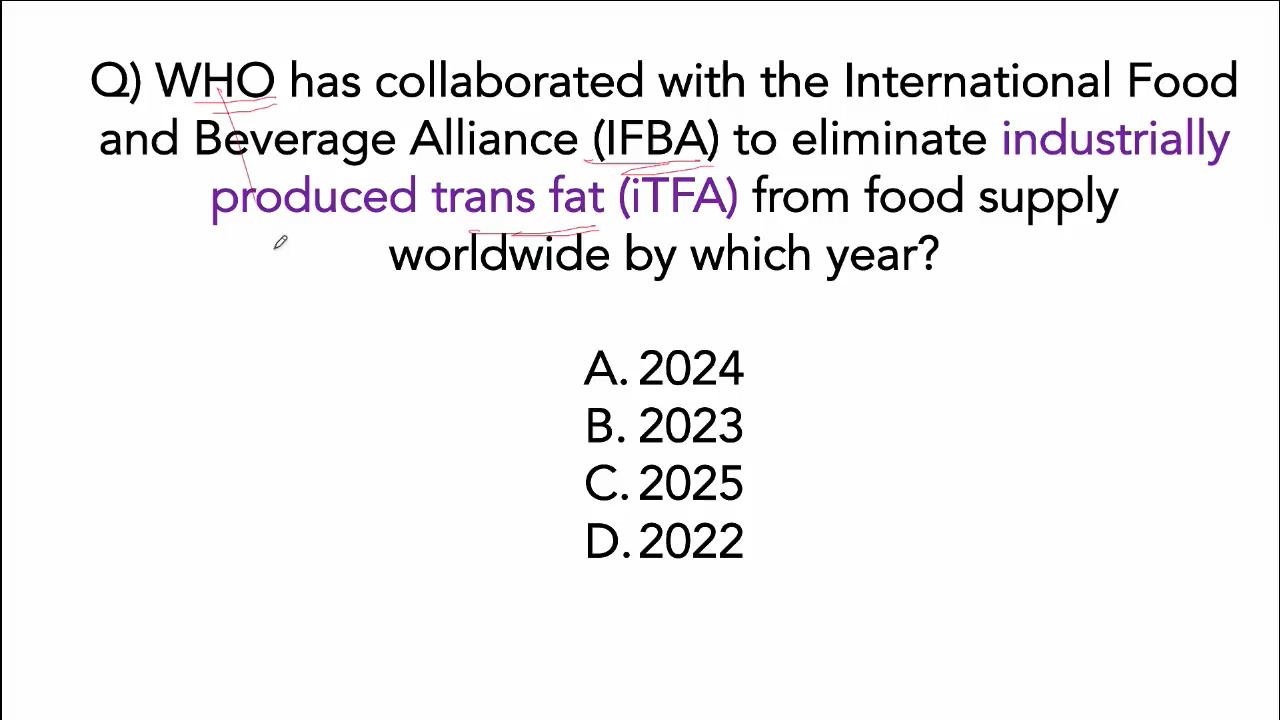 Q) WHO has collaborated with the International Food
and Beverage Alliance (IFBA) to eliminate industrially
produced trans fat (iTFA) from food supply
worldwide by which year?
A. 2024
B. 2023
C. 2025
D. 2022